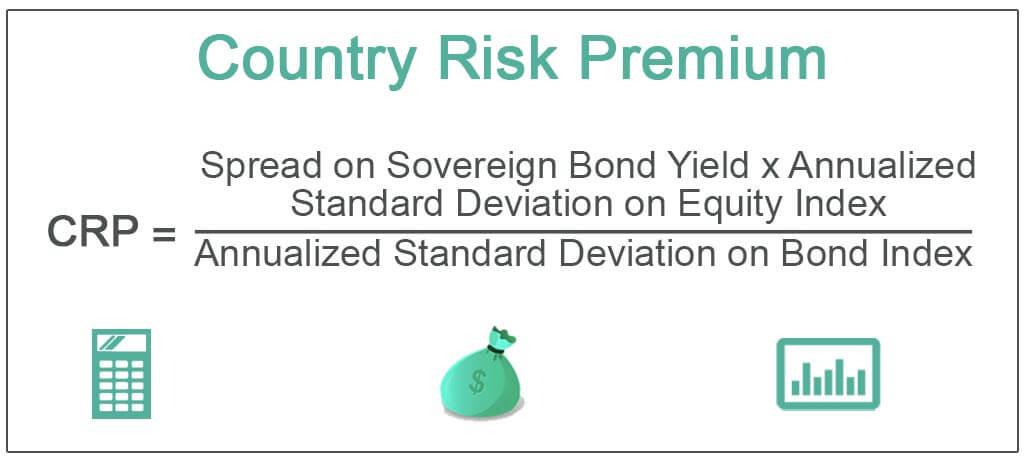 Country Risk Premium
Spread on Sovereign Bond Yield x Annualized
Standard Deviation on Equity Index
CRP =
Annualized Standard Deviation on Bond Index
$